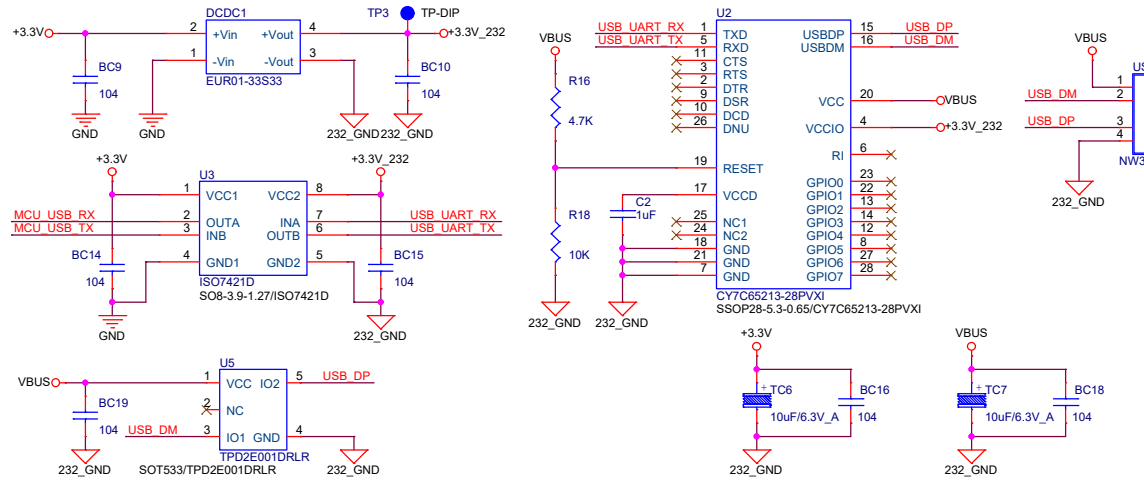 DCDC1
TP3 TP-DIP
+3.3V 2 +Vin +Vout 4 +3.3V_232
1 -Vin -Vout 3
EUR01-33S33
BC9
104
BC10
104
GND GND 232_GND 232_GND
+3.3V +3.3V_232
U3
1 VCC1 VCC2 8
MCU_USB_RX 2 OUTA INA 7 USB_UART_RX
MCU_USB_TX 3 INB OUTB 6 USB_UART_TX
4 GND1 GND2 5
BC14
104
BC15
104
ISO7421D
SO8-3.9-1.27/ISO7421D
GND 232_GND
U5
VBUS 1 VCC IO2 5 USB_DP
2 NC
USB_DM 3 IO1 GND 4
BC19
104
TPD2E001DRLR
SOT533/TPD2E001DRLR
232_GND 232_GND
VBUS
R16
4.7K
R18
10K
232_GND
C2
1uF
232_GND
U2
USB_UART_RX 1 TXD USBDP 15 USB_DP
USB_UART_TX 5 RXD USBDM 16 USB_DM
11 CTS
3 RTS
2 DTR
9 DSR VCC 20 VBUS
10 DCD
26 DNU VCCIO 4 +3.3V_232
RI 6
19 RESET
GPIO0 23
17 VCCD GPIO1 22
GPIO2 13
25 NC1 GPIO3 14
24 NC2 GPIO4 12
18 GND GPIO5 8
21 GND GPIO6 27
7 GND GPIO7 28
CY7C65213-28PVXI
SSOP28-5.3-0.65/CY7C65213-28PVXI
VBUS
US
1
USB_DM 2
USB_DP 3
4
NW3
232_GND
+3.3V
+ TC6
10uF/6.3V_A
BC16
104
232_GND
VBUS
+ TC7
10uF/6.3V_A
BC18
104
232_GND